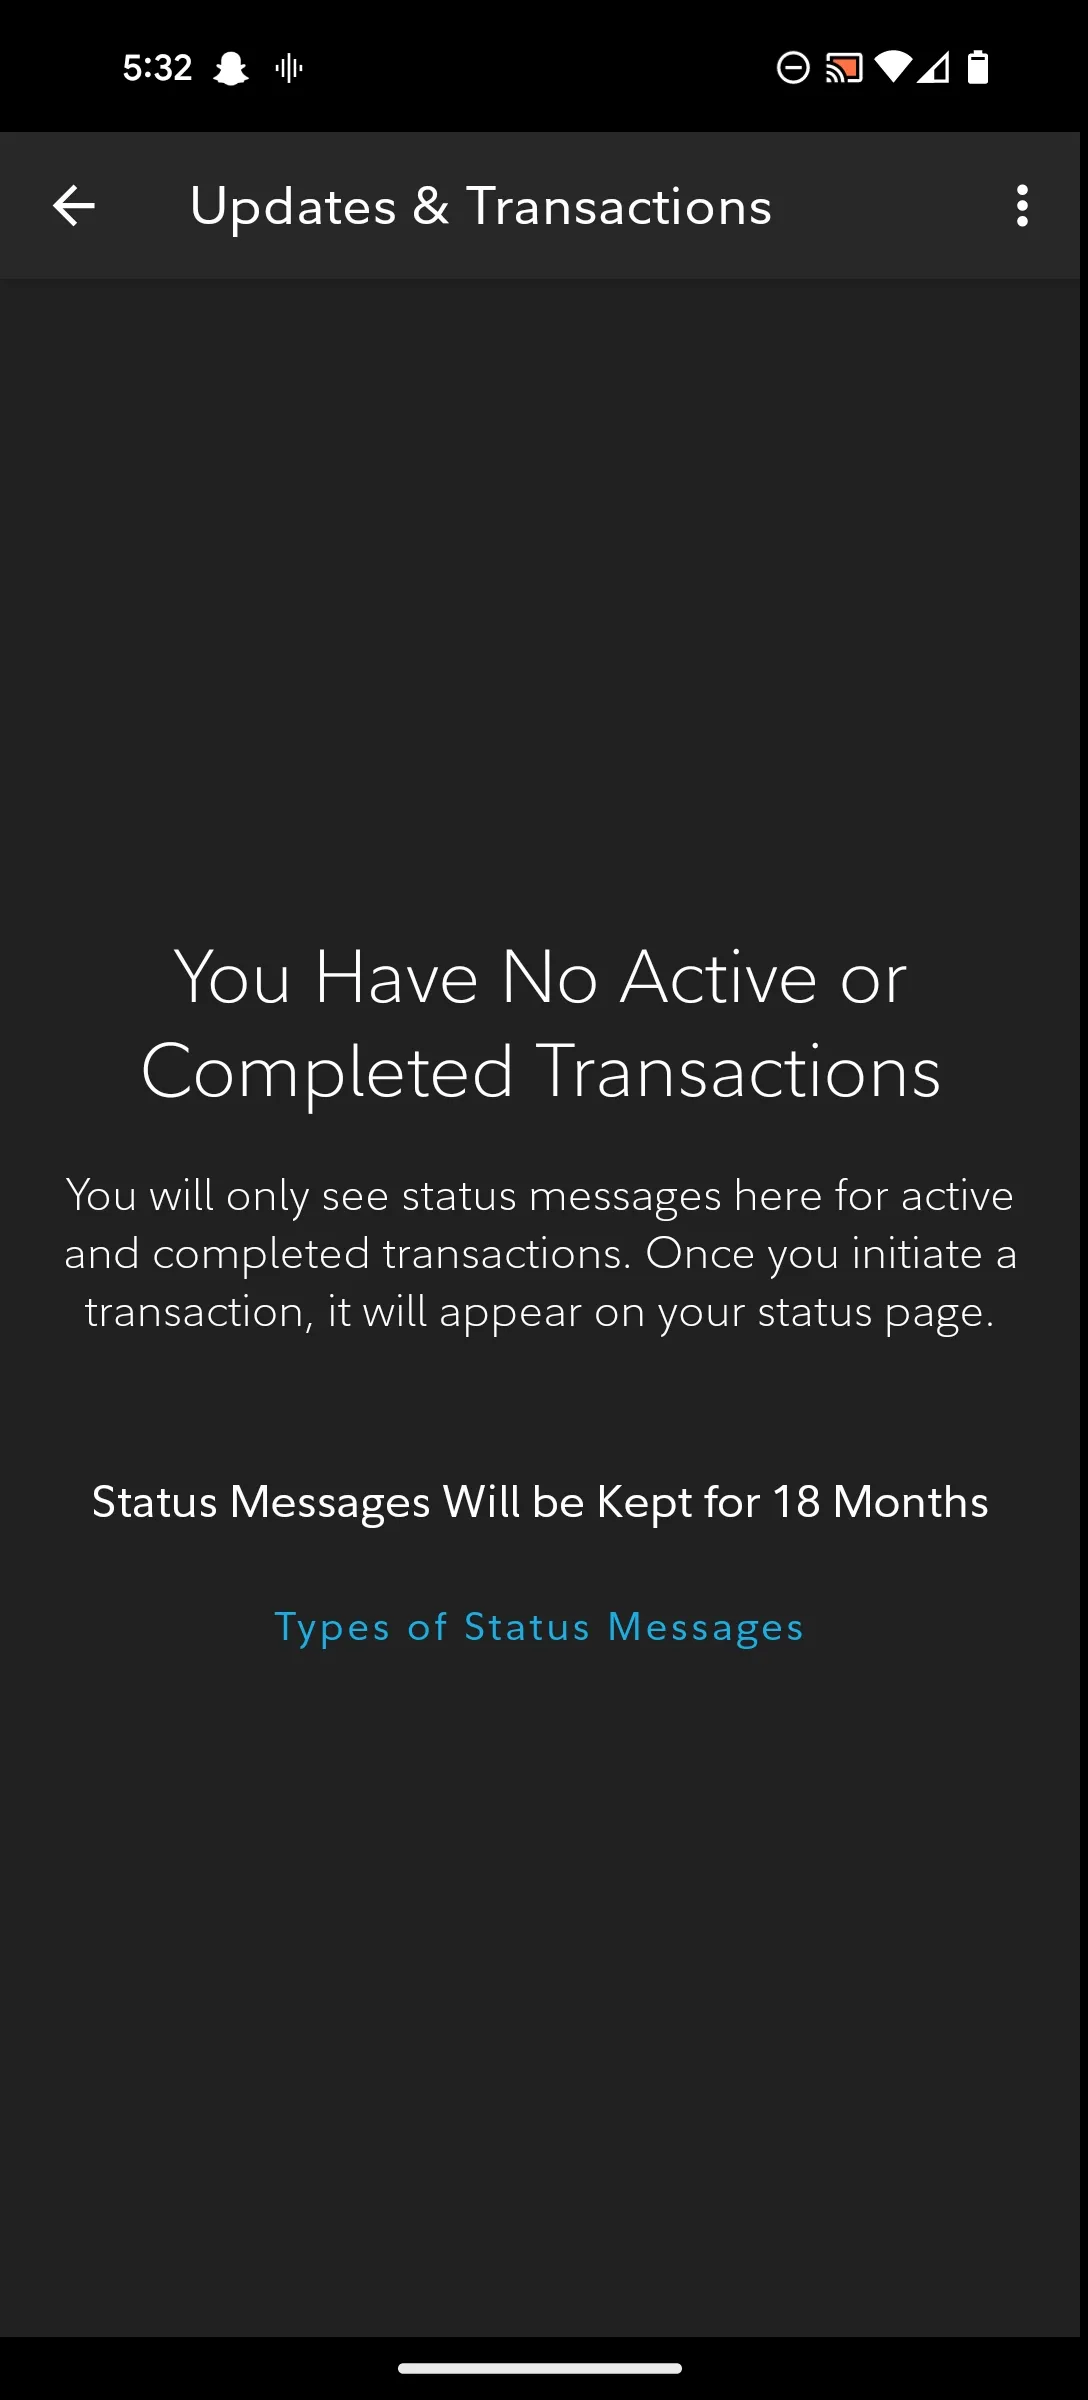 5:32
Updates & Transactions
You Have No Active or
Completed Transactions
You will only see status messages here for active
and completed transactions. Once you initiate a
transaction, it will appear on your status page.
Status Messages Will be Kept for 18 Months
Types of Status Messages